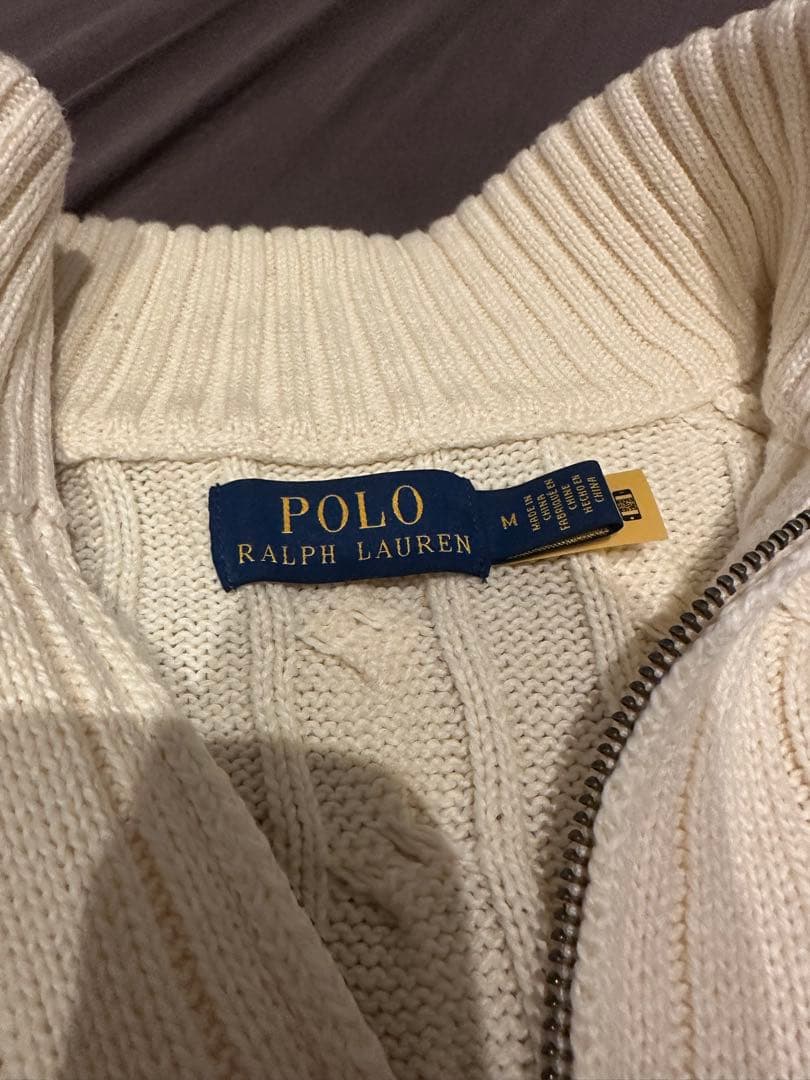 POLO
RALPH LAUREN
M
MADE IN
CHINA
FABRIQUÉ EN
CHINE
HECHO EN
CHINA